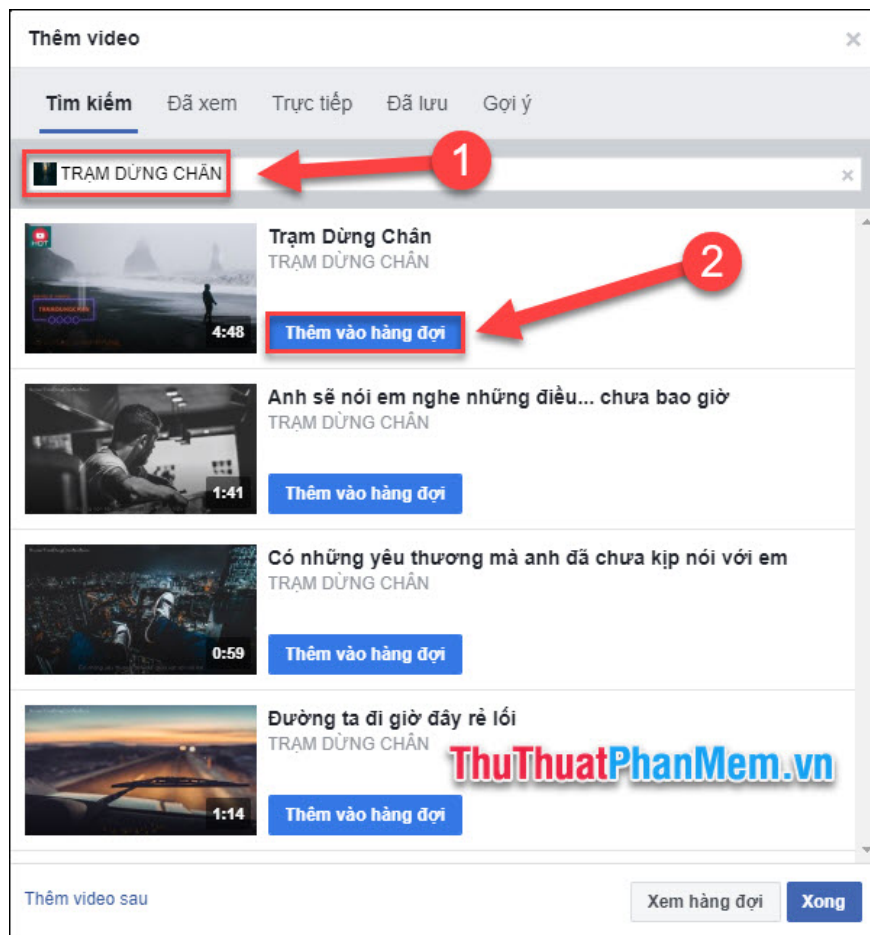 Thêm video
Tìm kiếm Đã xem Trực tiếp Đã lưu Gợi ý
TRẠM DỪNG CHÂN
1
HOT
Trạm Dừng Chân
TRẠM DỪNG CHÂN
2
4:48
Thêm vào hàng đợi
Anh sẽ nói em nghe những điều... chưa bao giờ
TRẠM DỪNG CHÂN
1:41
Thêm vào hàng đợi
Có những yêu thương mà anh đã chưa kịp nói với em
TRẠM DỪNG CHÂN
0:59
Thêm vào hàng đợi
Đường ta đi giờ đây rẻ lối
TRẠM DỪNG CHÂN
ThuThuatPhanMem.vn
1:14
Thêm vào hàng đợi
Thêm video sau
Xem hàng đợi
Xong